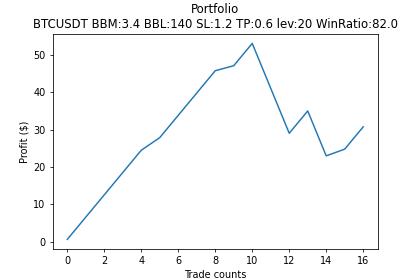 Portfolio
BTCUSDT BBM:3.4 BBL:140 SL:1.2 TP:0.6 lev:20 WinRatio:82.0
50
40
30
20
10
0
Profit ($)
0 2 4 6 8 10 12 14 16
Trade counts